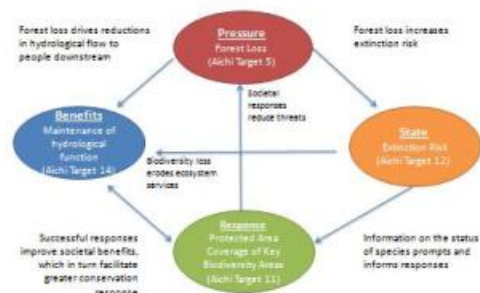 Forest loss drives reductions
in hydrological flow to
people downstream
Pressure
Forest Loss
(Aichi Target 5)
Forest loss increases
extinction risk
Societal
responses
reduce threats
Benefits
Maintenance of
hydrological
function
(Aichi Target 14)
Biodiversity loss
erodes ecosystem
services
State
Extinction Risk
(Aichi Target 12)
Response
Protected Area
Coverage of Key
Biodiversity Areas
(Aichi Target 11)
Successful responses
improve societal benefits,
which in turn facilitate
greater conservation
response
Information on the status
of species prompts and
informs responses